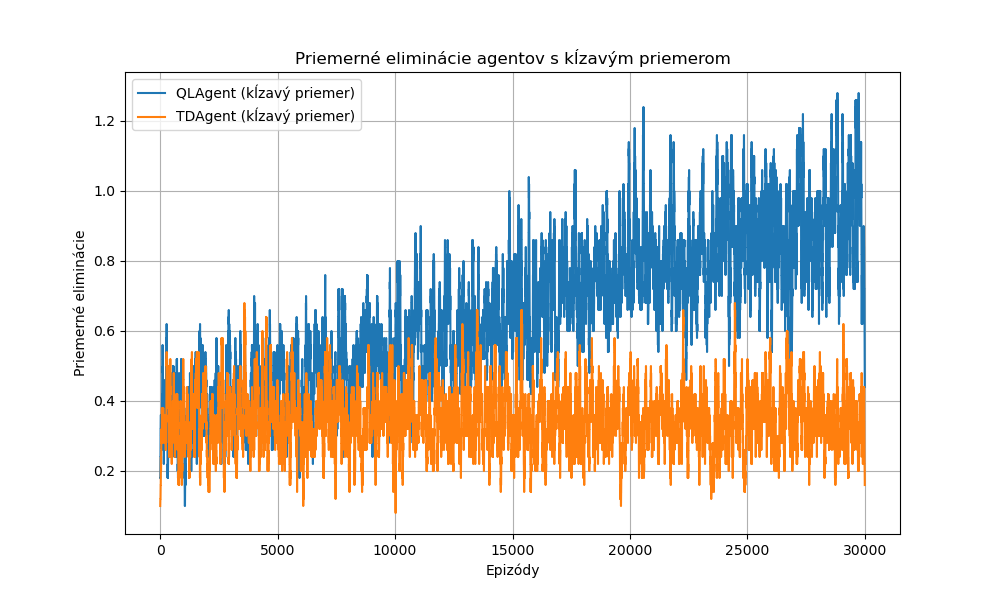 Priemerné eliminácie agentov s kĺzavým priemerom
QLAgent (kĺzavý priemer)
TDAgent (kĺzavý priemer)
Priemerné eliminácie
1.2
1.0
0.8
0.6
0.4
0.2
0 5000 10000 15000 20000 25000 30000
Epizódy